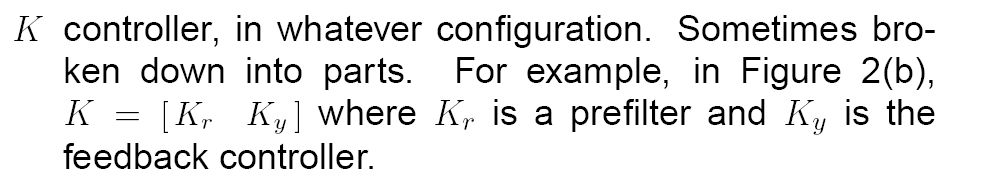 K controller, in whatever configuration. Sometimes bro-
ken down into parts. For example, in Figure 2(b),
K = [K_r K_y] where K_r is a prefilter and K_y is the
feedback controller.